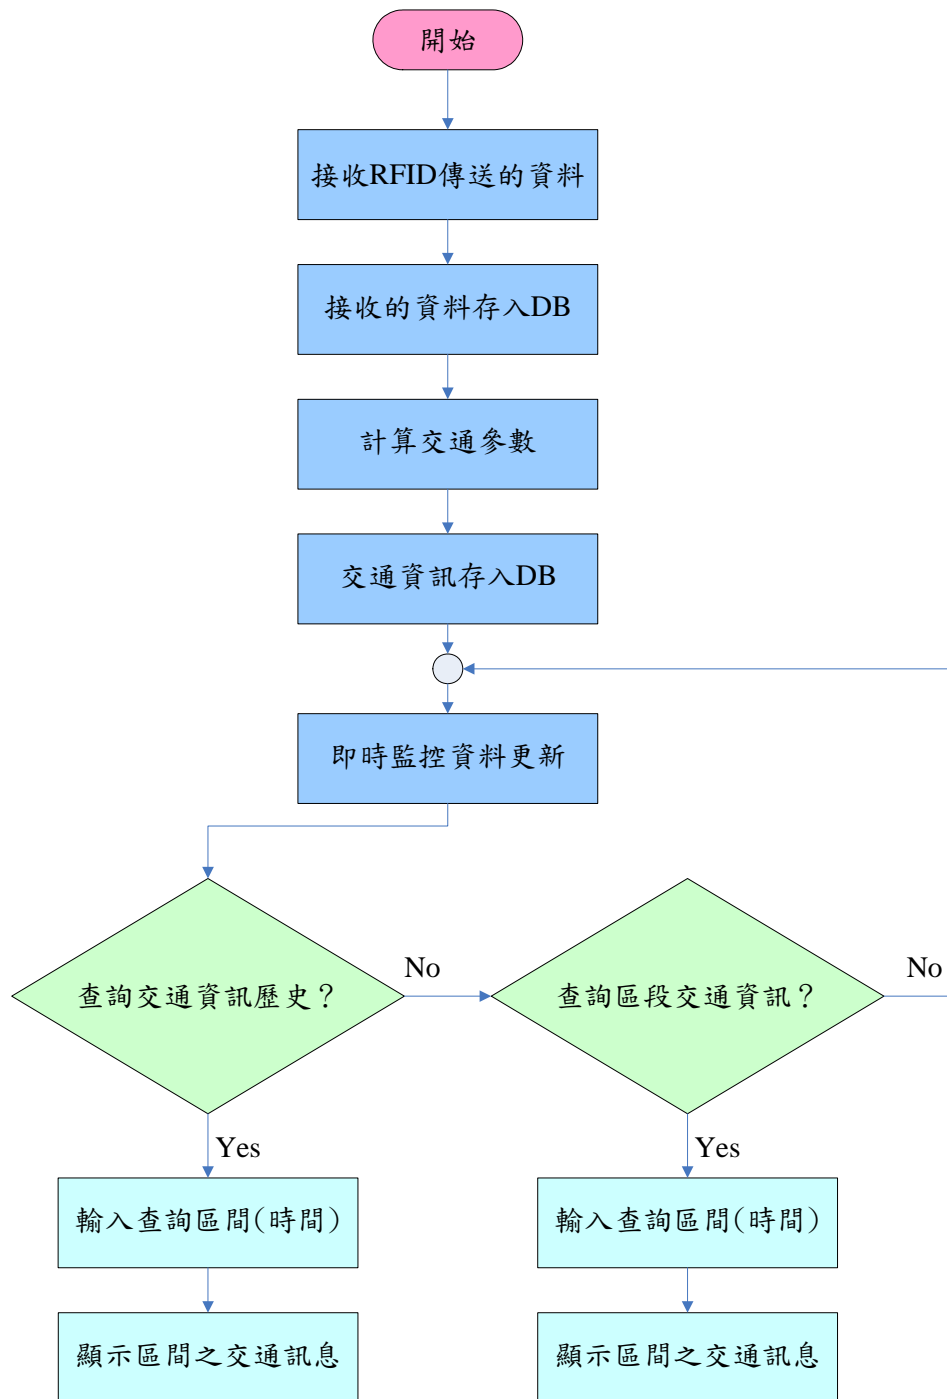 開始
接收RFID傳送的資料
接收的資料存入DB
計算交通參數
交通資訊存入DB
即時監控資料更新
查詢交通資訊歷史？
No
查詢區段交通資訊？
No
Yes
Yes
輸入查詢區間(時間)
輸入查詢區間(時間)
顯示區間之交通訊息
顯示區間之交通訊息